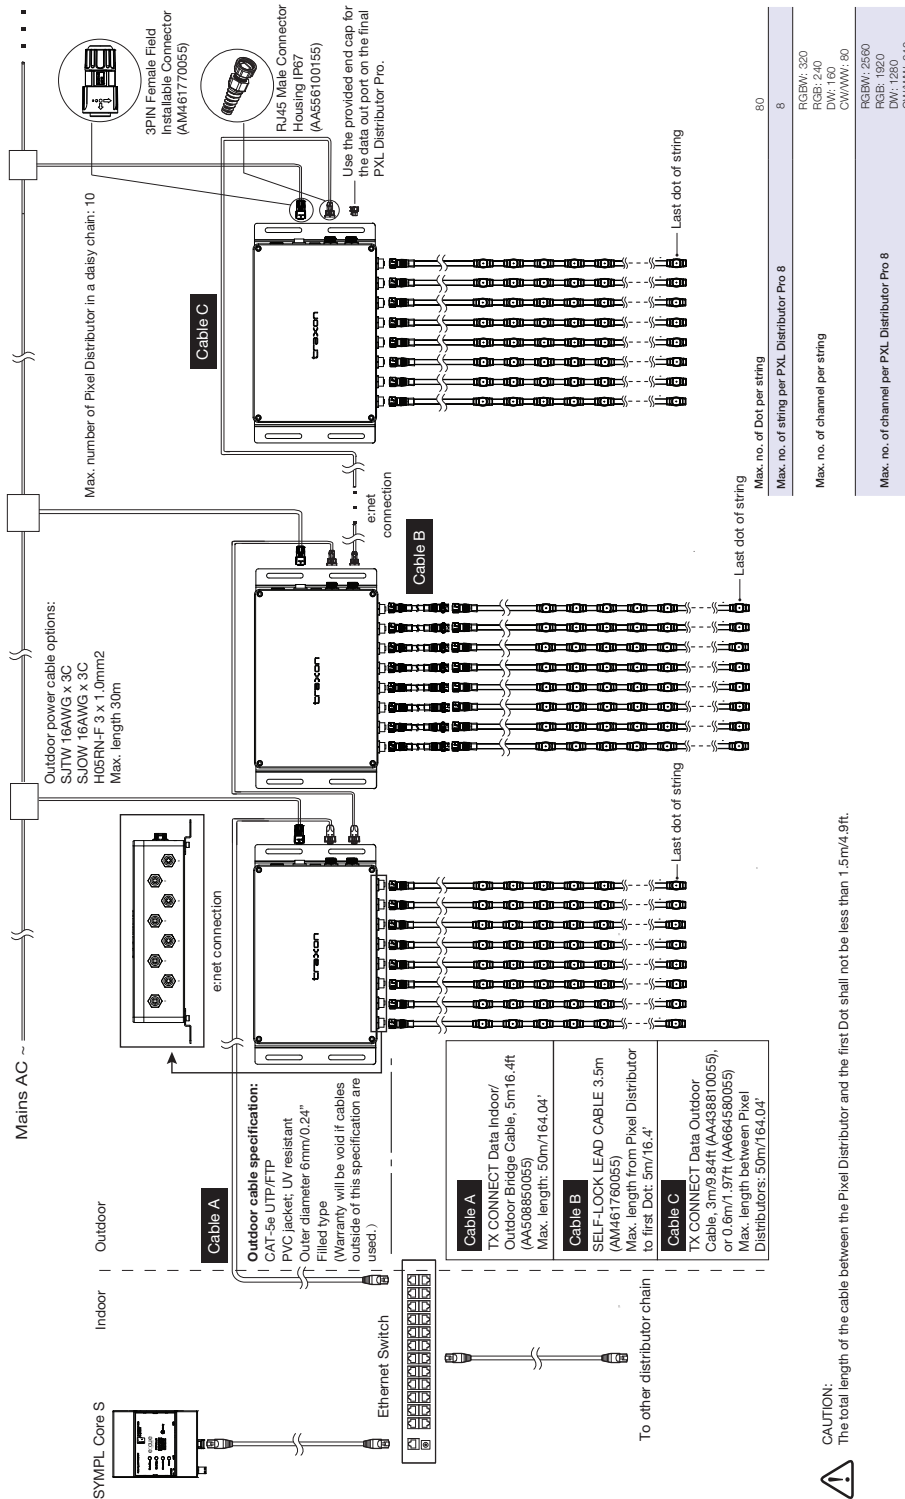 Mains AC ~
SYMPL Core S
Indoor
Outdoor
Ethernet Switch
To other distributor chain
Cable A
Outdoor cable specification:
CAT-5e UTP/FTP
PVC jacket; UV resistant
Outer diameter 6mm/0.24"
Filled type
(Warranty will be void if cables
outside of this specification are
used.)
e:net connection
Outdoor power cable options:
SJTW 16AWG x 3C
SJOW 16AWG x 3C
H05RN-F 3 x 1.0mm2
Max. length 30m
Max. number of Pixel Distributor in a daisy chain: 10
3PIN Female Field
Installable Connector
(AM461770055)
RJ45 Male Connector
Housing IP67
(AA556100155)
Use the provided end cap for
the data out port on the final
PXL Distributor Pro.
Cable C
e:net
connection
Cable B
traxon
traxon
traxon
Last dot of string
Last dot of string
Last dot of string
Cable A
TX CONNECT Data Indoor/
Outdoor Bridge Cable, 5m16.4ft
(AA508850055)
Max. length: 50m/164.04'
Cable B
SELF-LOCK LEAD CABLE 3.5m
(AM461760055)
Max. length from Pixel Distributor
to first Dot: 5m/16.4'
Cable C
TX CONNECT Data Outdoor
Cable, 3m/9.84ft (AA438810055),
or 0.6m/1.97ft (AA664580055)
Max. length between Pixel
Distributors: 50m/164.04'
Max. no. of Dot per string 80
Max. no. of string per PXL Distributor Pro 8 8
Max. no. of channel per string
RGBW: 320
RGB: 240
DW: 160
CW/WW: 80
Max. no. of channel per PXL Distributor Pro 8
RGBW: 2560
RGB: 1920
DW: 1280
CAUTION:
The total length of the cable between the Pixel Distributor and the first Dot shall not be less than 1.5m/4.9ft.